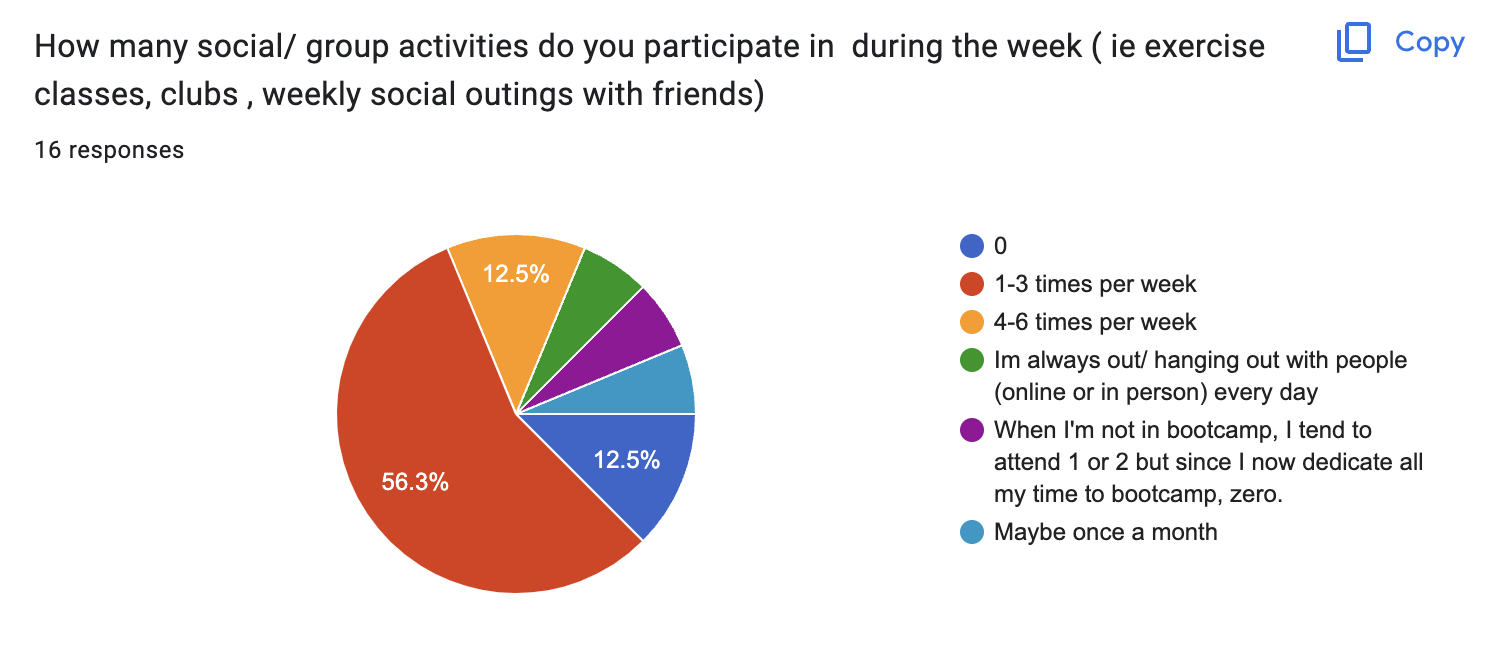 How many social/ group activities do you participate in  during the week ( ie exercise
classes, clubs , weekly social outings with friends)
Copy
16 responses
12.5%
56.3%
12.5%
0
1-3 times per week
4-6 times per week
Im always out/ hanging out with people
(online or in person) every day
When I'm not in bootcamp, I tend to
attend 1 or 2 but since I now dedicate all
my time to bootcamp, zero.
Maybe once a month